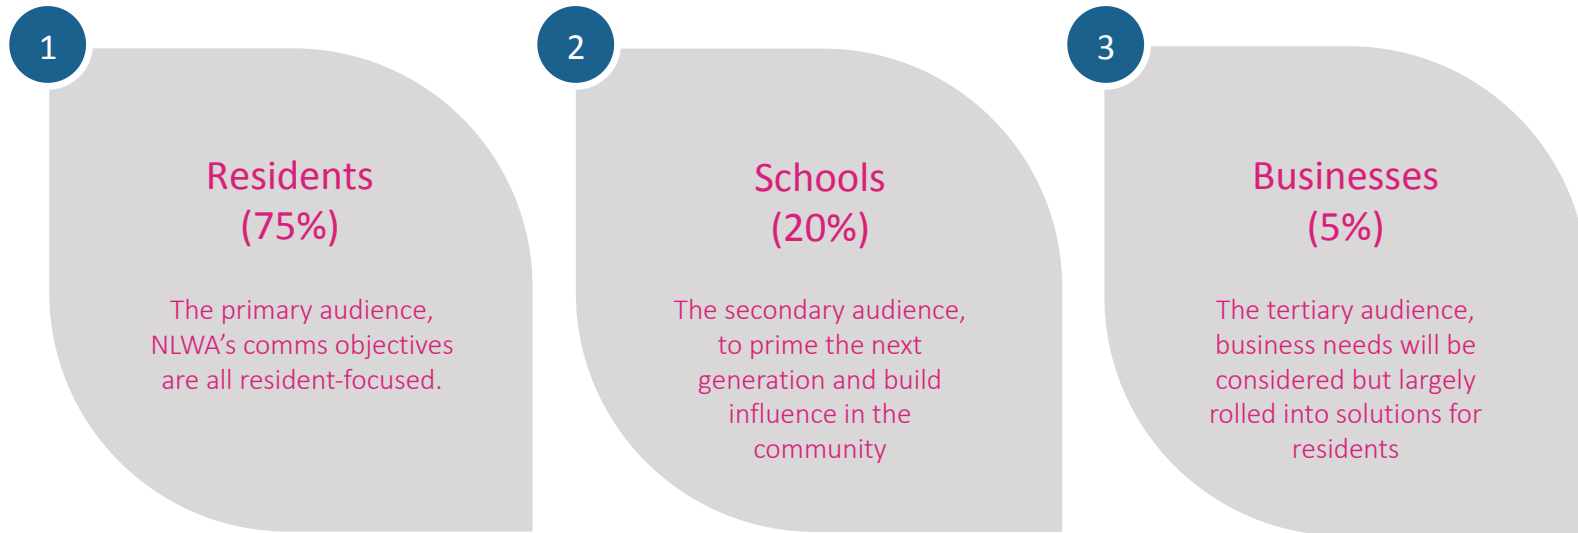 1
Residents
(75%)
The primary audience,
NLWA’s comms objectives
are all resident-focused.
2
Schools
(20%)
The secondary audience,
to prime the next
generation and build
influence in the
community
3
Businesses
(5%)
The tertiary audience,
business needs will be
considered but largely
rolled into solutions for
residents